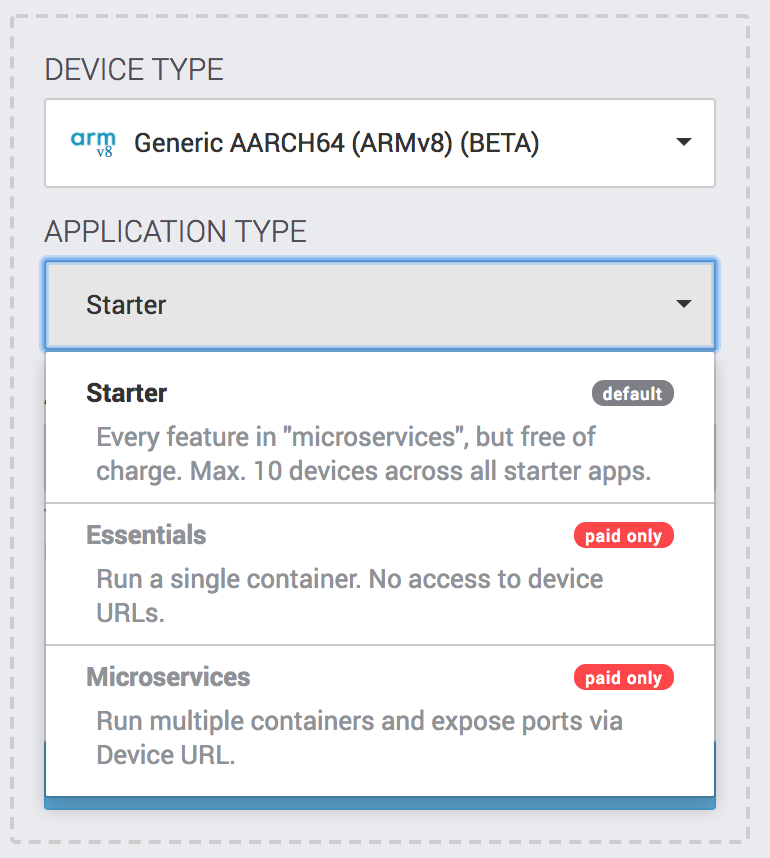 DEVICE TYPE
arm
v8
Generic AARCH64 (ARMv8) (BETA)
APPLICATION TYPE
Starter
Starter
default
Every feature in "microservices", but free of
charge. Max. 10 devices across all starter apps.
Essentials
paid only
Run a single container. No access to device
URLs.
Microservices
paid only
Run multiple containers and expose ports via
Device URL.